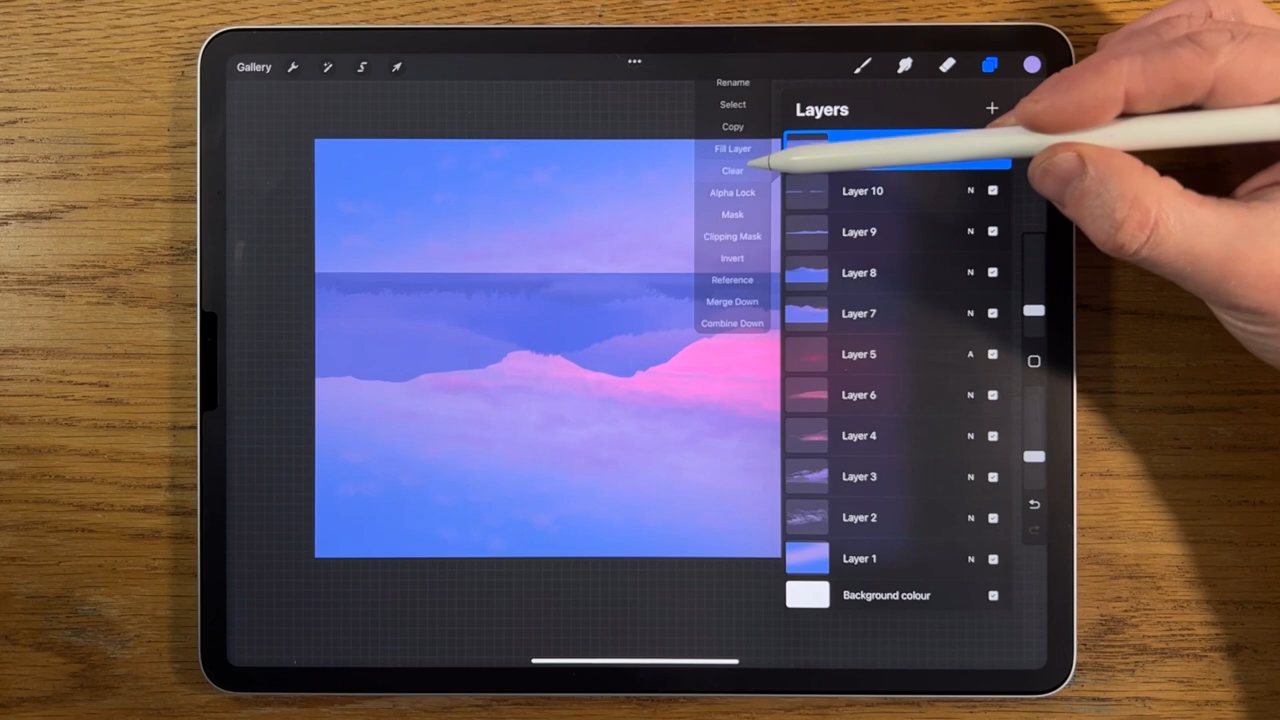 Gallery
Rename
Select
Copy
Fill Layer
Clear
Alpha Lock
Mask
Clipping Mask
Invert
Reference
Merge Down
Combine Down
Layers
Layer 10 N
Layer 9 N
Layer 8 N
Layer 7 N
Layer 5 A
Layer 6 N
Layer 4 N
Layer 3 N
Layer 2 N
Layer 1 N
Background colour